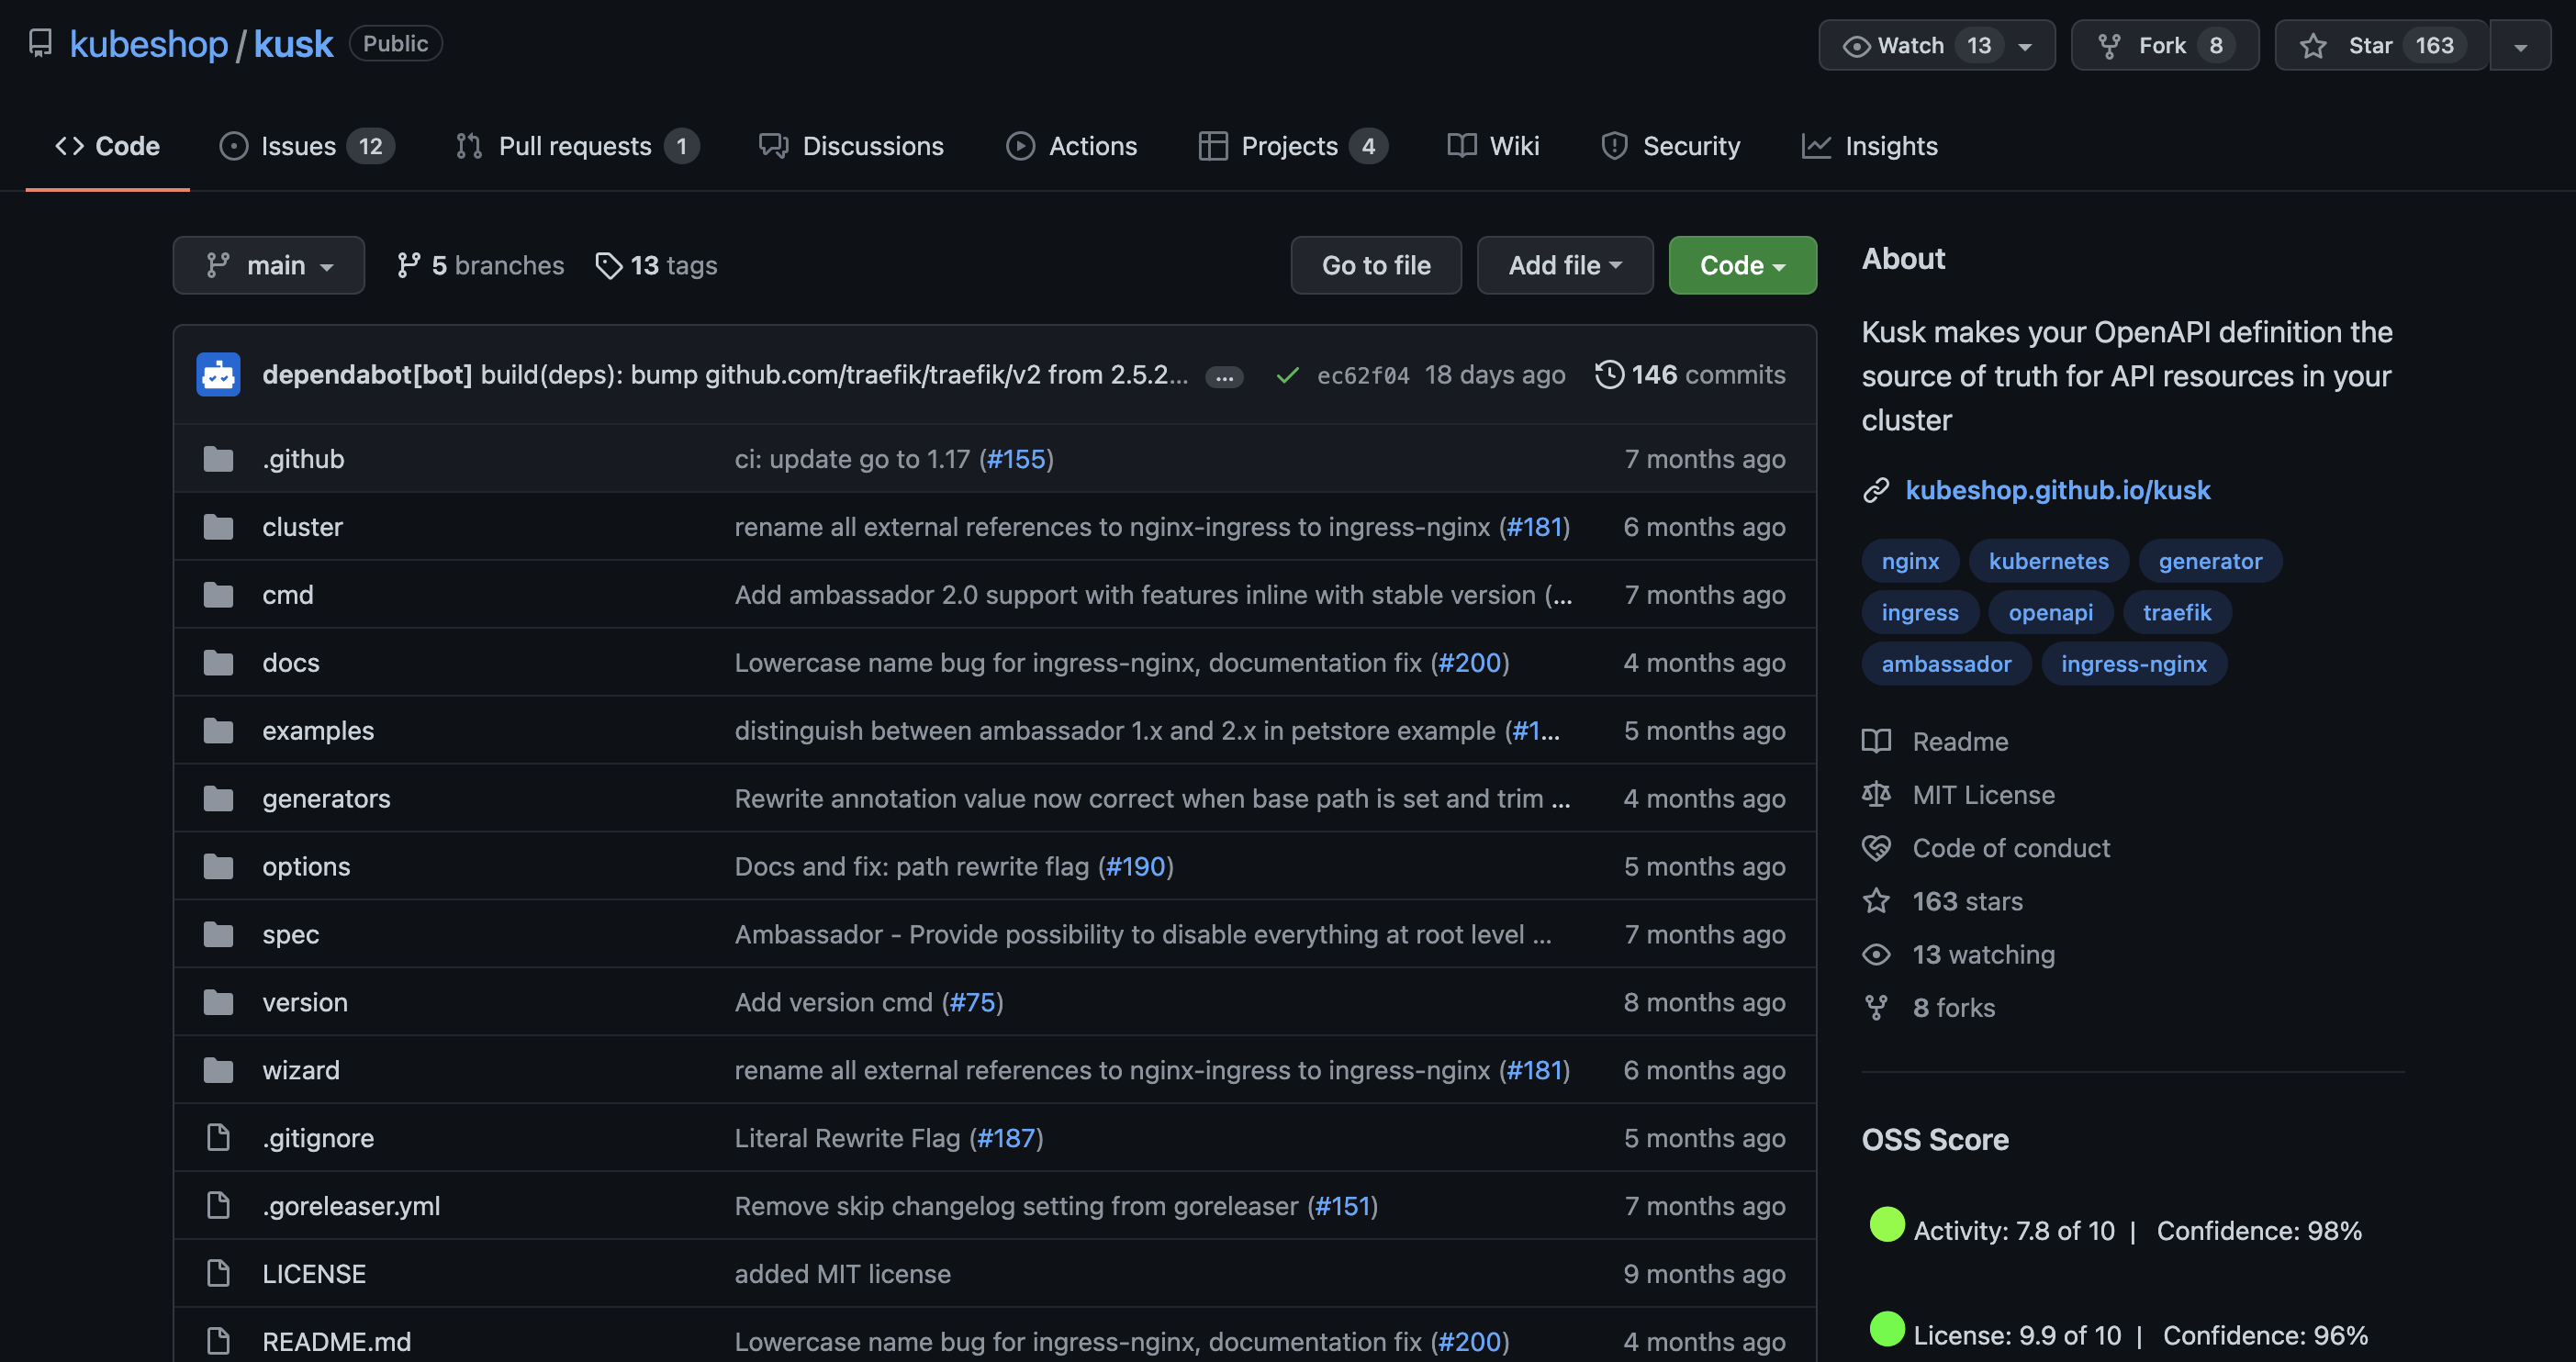 kubeshop / kusk Public Watch 13 Fork 8 Star 163
Code Issues 12 Pull requests 1 Discussions Actions Projects 4 Wiki Security Insights
main 5 branches 13 tags Go to file Add file Code
dependabot[bot] build(deps): bump github.com/traefik/traefik/v2 from 2.5.2... ... ec62f04 18 days ago 146 commits
.github ci: update go to 1.17 (#155) 7 months ago
cluster rename all external references to nginx-ingress to ingress-nginx (#181) 6 months ago
cmd Add ambassador 2.0 support with features inline with stable version (... 7 months ago
docs Lowercase name bug for ingress-nginx, documentation fix (#200) 4 months ago
examples distinguish between ambassador 1.x and 2.x in petstore example (#1... 5 months ago
generators Rewrite annotation value now correct when base path is set and trim ... 4 months ago
options Docs and fix: path rewrite flag (#190) 5 months ago
spec Ambassador - Provide possibility to disable everything at root level ... 7 months ago
version Add version cmd (#75) 8 months ago
wizard rename all external references to nginx-ingress to ingress-nginx (#181) 6 months ago
.gitignore Literal Rewrite Flag (#187) 5 months ago
.goreleaser.yml Remove skip changelog setting from goreleaser (#151) 7 months ago
LICENSE added MIT license 9 months ago
README.md Lowercase name bug for ingress-nginx, documentation fix (#200) 4 months ago
About
Kusk makes your OpenAPI definition the
source of truth for API resources in your
cluster
kubeshop.github.io/kusk
nginx kubernetes generator
ingress openapi traefik
ambassador ingress-nginx
Readme
MIT License
Code of conduct
163 stars
13 watching
8 forks
OSS Score
Activity: 7.8 of 10 | Confidence: 98%
License: 9.9 of 10 | Confidence: 96%